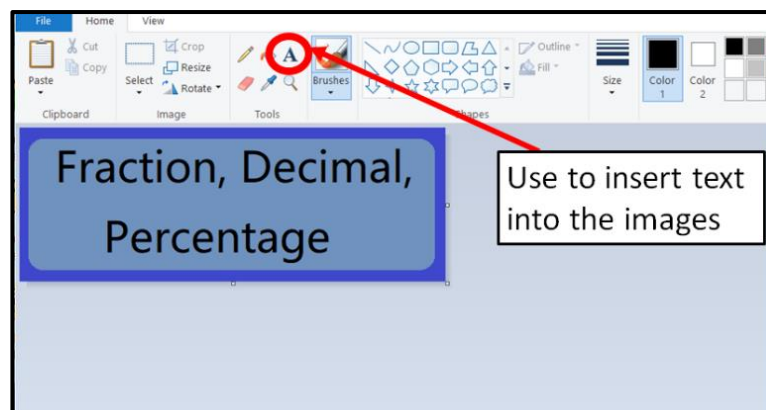 File Home View
Cut Crop Outline
Copy Resize Fill
Paste Select Rotate Brushes Size Color 1 Color 2
Clipboard Image Tools Shapes
A
Fraction, Decimal,
Percentage
Use to insert text
into the images